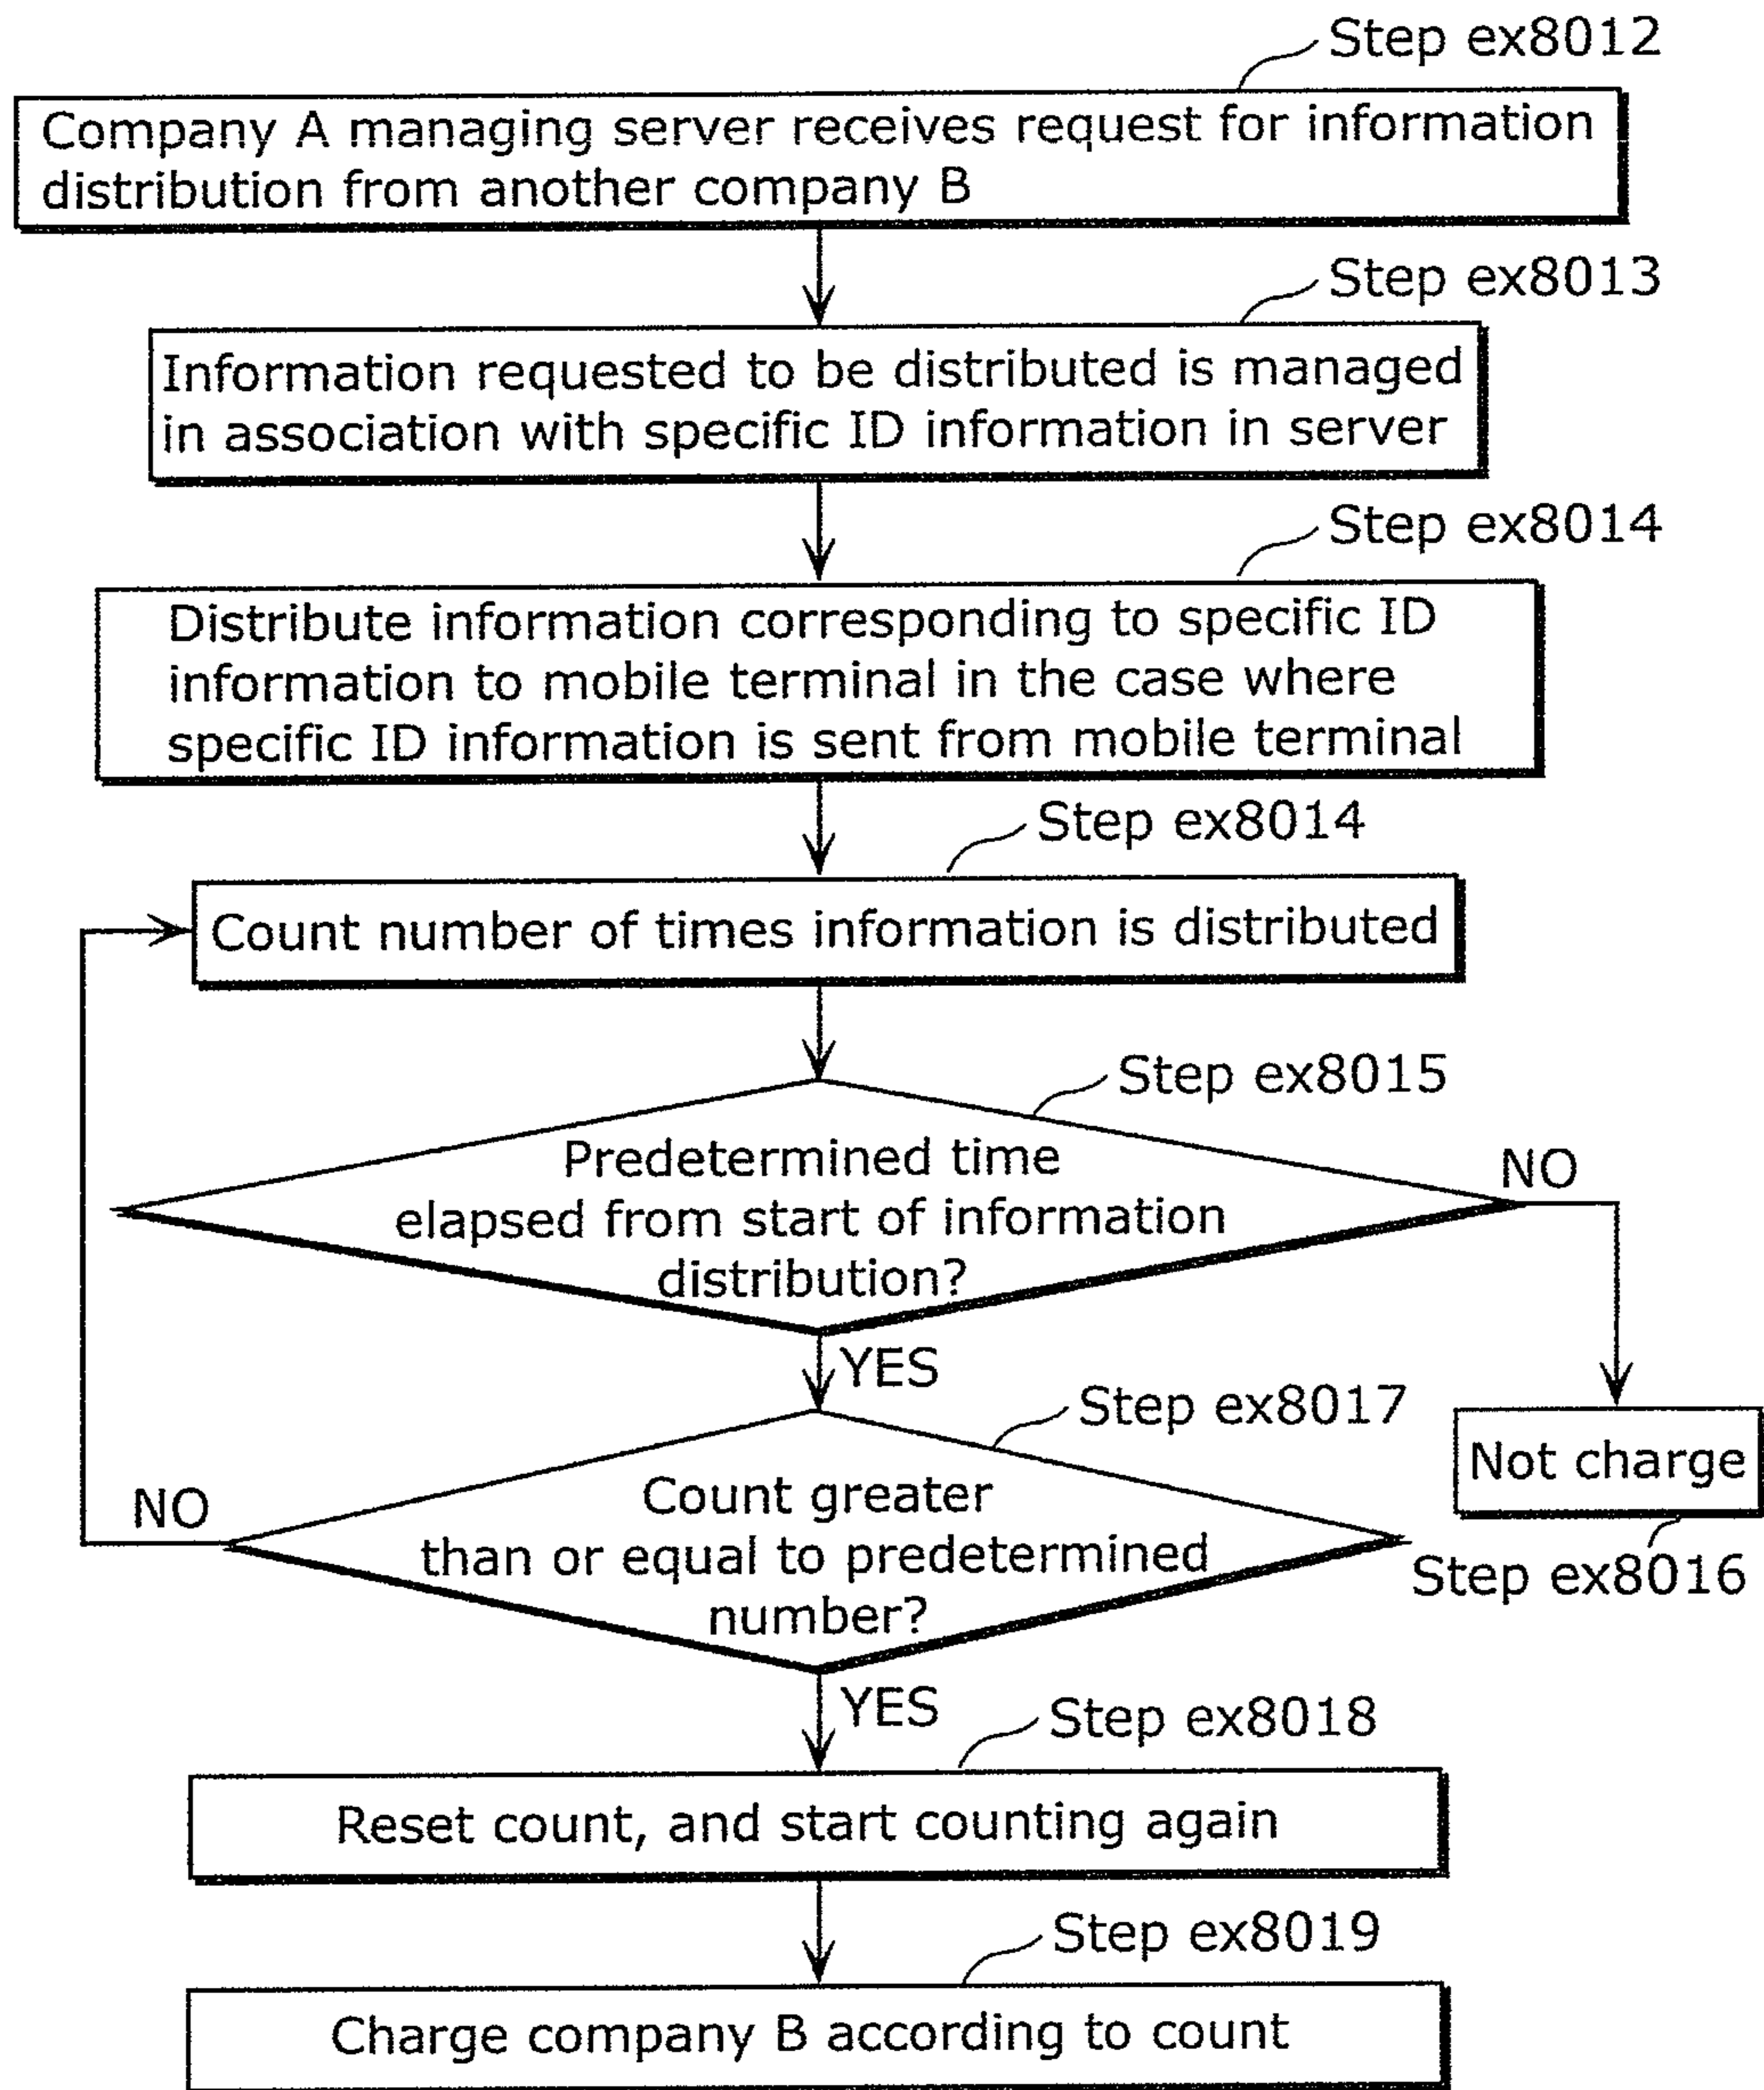 Step ex8012
Company A managing server receives request for information
distribution from another company B
Step ex8013
Information requested to be distributed is managed
in association with specific ID information in server
Step ex8014
Distribute information corresponding to specific ID
information to mobile terminal in the case where
specific ID information is sent from mobile terminal
Step ex8014
Count number of times information is distributed
Step ex8015
Predetermined time
elapsed from start of information
distribution?
NO
YES
Step ex8017
Count greater
than or equal to predetermined
number?
NO
Not charge
Step ex8016
YES
Step ex8018
Reset count, and start counting again
Step ex8019
Charge company B according to count